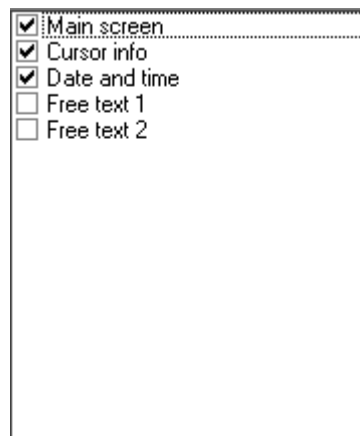 Main screen
Cursor info
Date and time
Free text 1
Free text 2